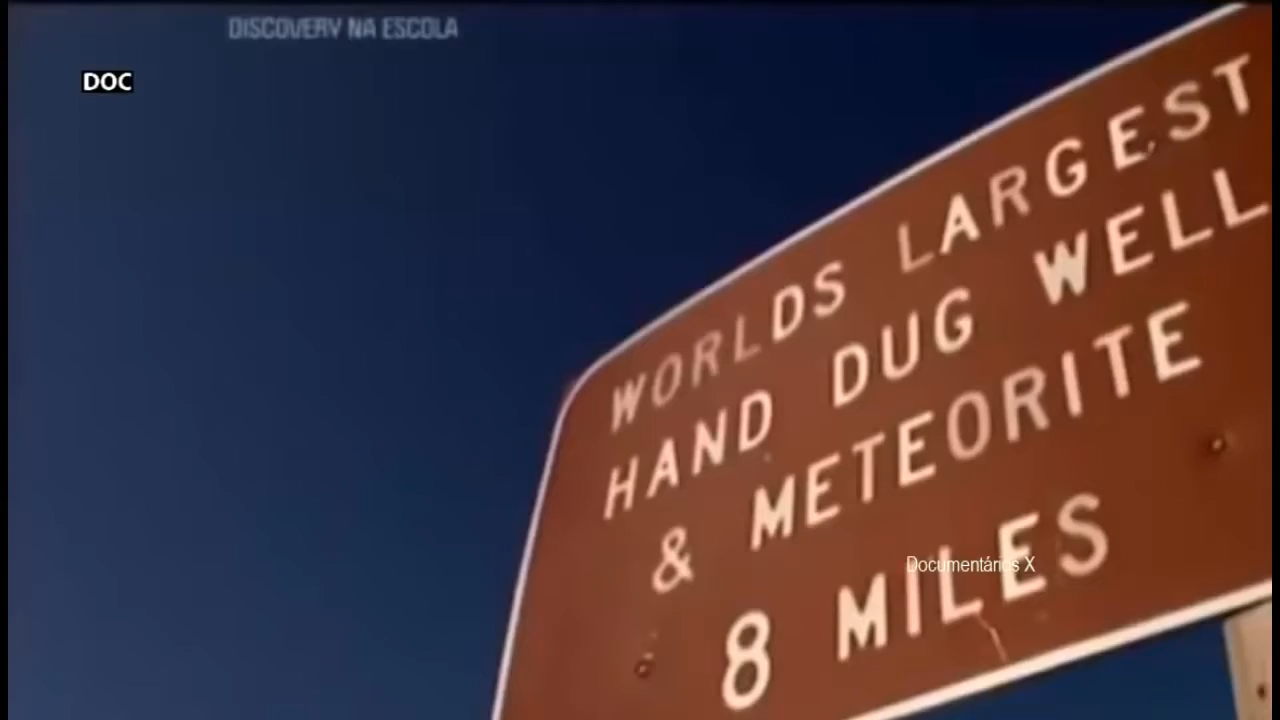 DISCOVERY NA ESCOLA
DOC
WORLDS LARGEST
HAND DUG WELL
& METEORITE
8 MILES
Documentários X